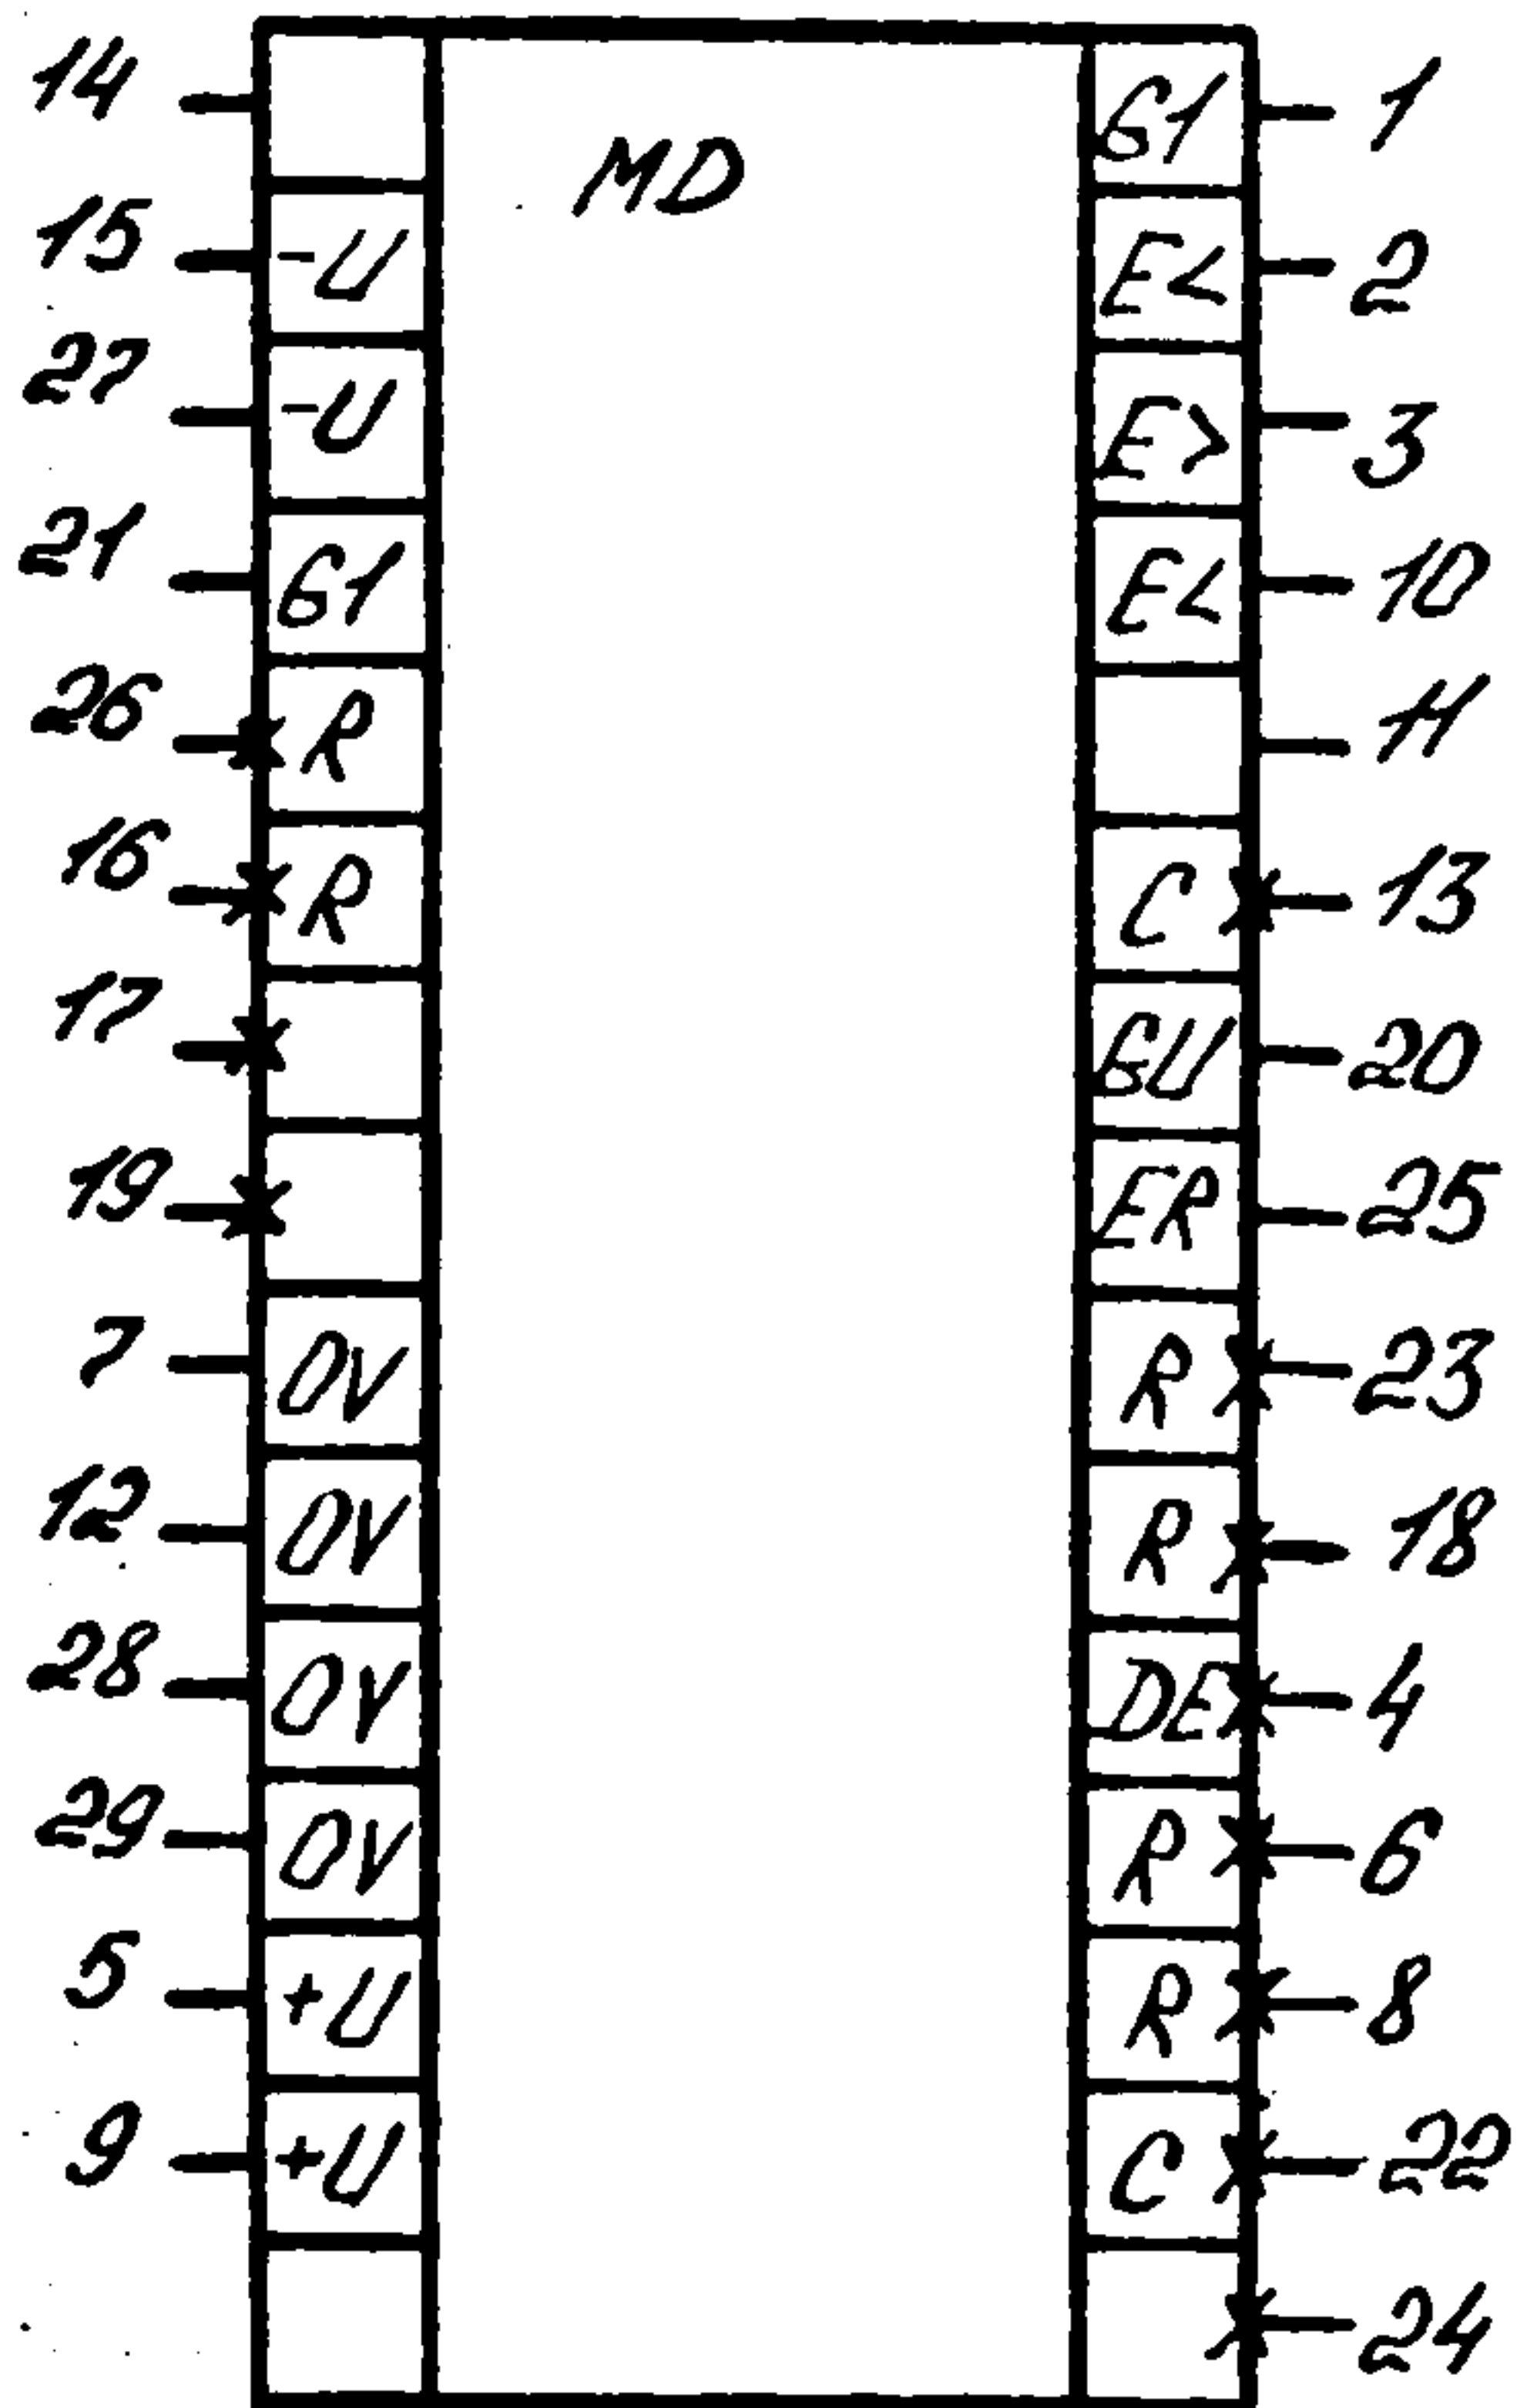 MD
14
15 -U
27 -U
21 G1
26 R
16 R
17
19
7 0V
12 0V
28 0V
29 0V
5 +U
9 +U
G1 1
E< 2
E> 3
E< 10
11
C 13
GU 20
ER 25
R 23
R 18
DE 4
R 6
R 8
C 22
24